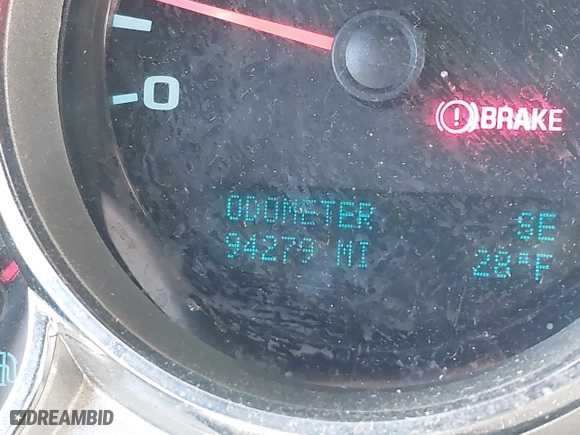 0
BRAKE
ODOMETER SE
94279 MI 28°F
DREAMBID